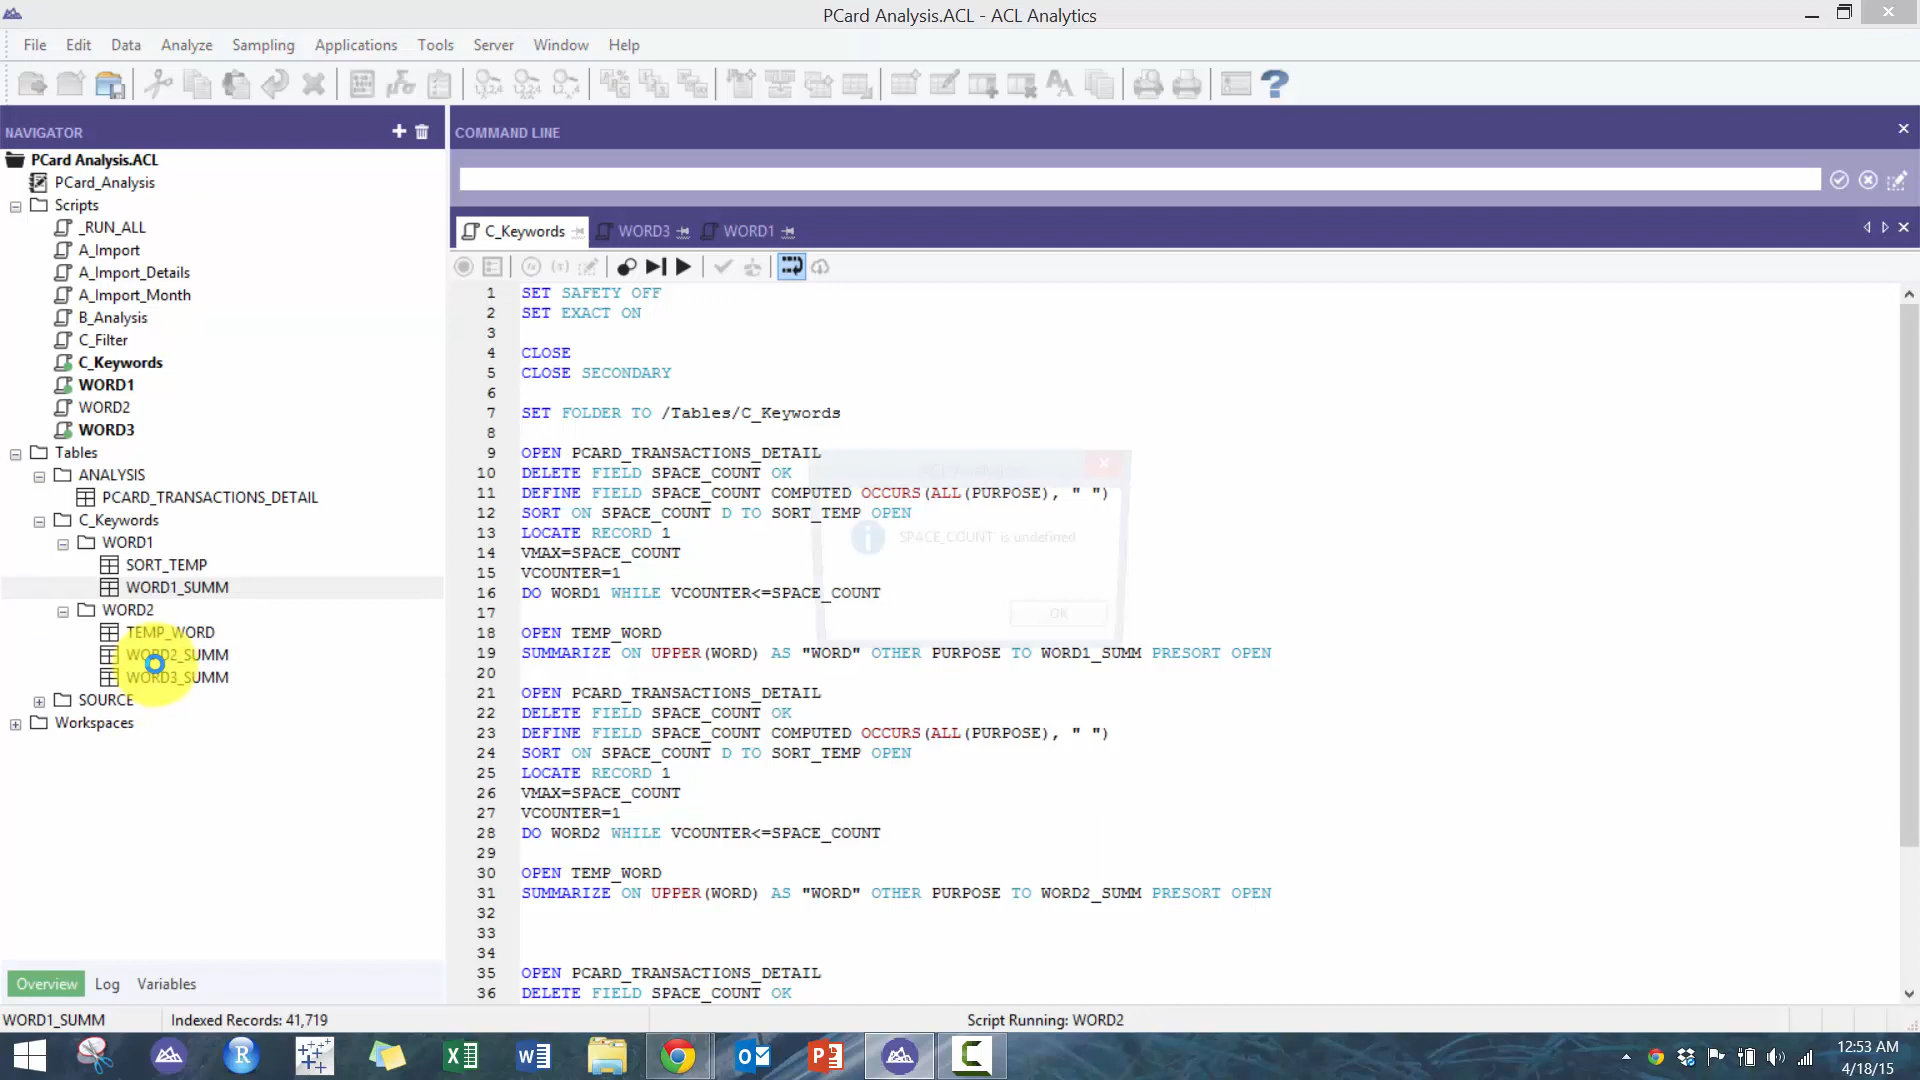 PCard Analysis.ACL - ACL Analytics
File Edit Data Analyze Sampling Applications Tools Server Window Help
NAVIGATOR
COMMAND LINE
PCard Analysis.ACL
PCard_Analysis
Scripts
_RUN_ALL
A_Import
A_Import_Details
A_Import_Month
B_Analysis
C_Filter
C_Keywords
WORD1
WORD2
WORD3
Tables
ANALYSIS
PCARD_TRANSACTIONS_DETAIL
C_Keywords
WORD1
SORT_TEMP
WORD1_SUMM
WORD2
TEMP_WORD
WORD2_SUMM
WORD3_SUMM
SOURCE
Workspaces
Overview Log Variables
C_Keywords WORD3 WORD1
1 SET SAFETY OFF
2 SET EXACT ON
3
4 CLOSE
5 CLOSE SECONDARY
6
7 SET FOLDER TO /Tables/C_Keywords
8
9 OPEN PCARD_TRANSACTIONS_DETAIL
10 DELETE FIELD SPACE_COUNT OK
11 DEFINE FIELD SPACE_COUNT COMPUTED OCCURS(ALL(PURPOSE), " ")
12 SORT ON SPACE_COUNT D TO SORT_TEMP OPEN
13 LOCATE RECORD 1
14 VMAX=SPACE_COUNT
15 VCOUNTER=1
16 DO WORD1 WHILE VCOUNTER<=SPACE_COUNT
17
18 OPEN TEMP_WORD
19 SUMMARIZE ON UPPER(WORD) AS "WORD" OTHER PURPOSE TO WORD1_SUMM PRESORT OPEN
20
21 OPEN PCARD_TRANSACTIONS_DETAIL
22 DELETE FIELD SPACE_COUNT OK
23 DEFINE FIELD SPACE_COUNT COMPUTED OCCURS(ALL(PURPOSE), " ")
24 SORT ON SPACE_COUNT D TO SORT_TEMP OPEN
25 LOCATE RECORD 1
26 VMAX=SPACE_COUNT
27 VCOUNTER=1
28 DO WORD2 WHILE VCOUNTER<=SPACE_COUNT
29
30 OPEN TEMP_WORD
31 SUMMARIZE ON UPPER(WORD) AS "WORD" OTHER PURPOSE TO WORD2_SUMM PRESORT OPEN
32
33
34
35 OPEN PCARD_TRANSACTIONS_DETAIL
36 DELETE FIELD SPACE_COUNT OK
ACL Analytics
SPACE_COUNT' is undefined
OK
WORD1_SUMM Indexed Records: 41,719 Script Running: WORD2
12:53 AM
4/18/15